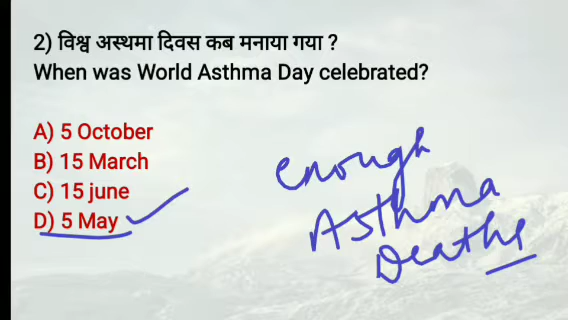 2) विश्व अस्थमा दिवस कब मनाया गया ?
When was World Asthma Day celebrated?
A) 5 October
B) 15 March
C) 15 june
D) 5 May
enough
Asthma
Deaths